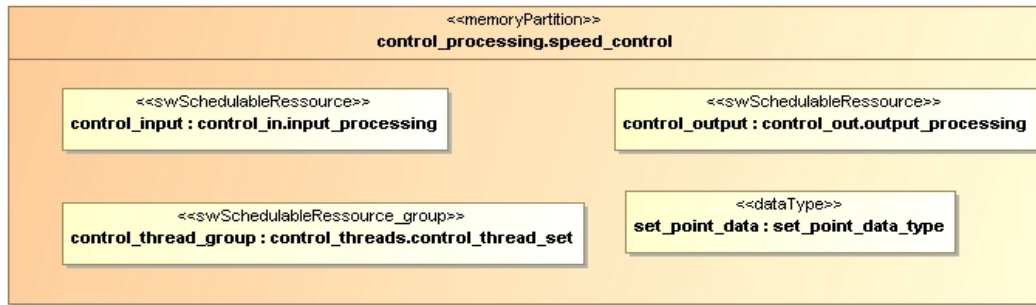 <<memoryPartition>>
control_processing.speed_control
<<swSchedulableRessource>>
control_input : control_in.input_processing
<<swSchedulableRessource>>
control_output : control_out.output_processing
<<swSchedulableRessource_group>>
control_thread_group : control_threads.control_thread_set
<<dataType>>
set_point_data : set_point_data_type